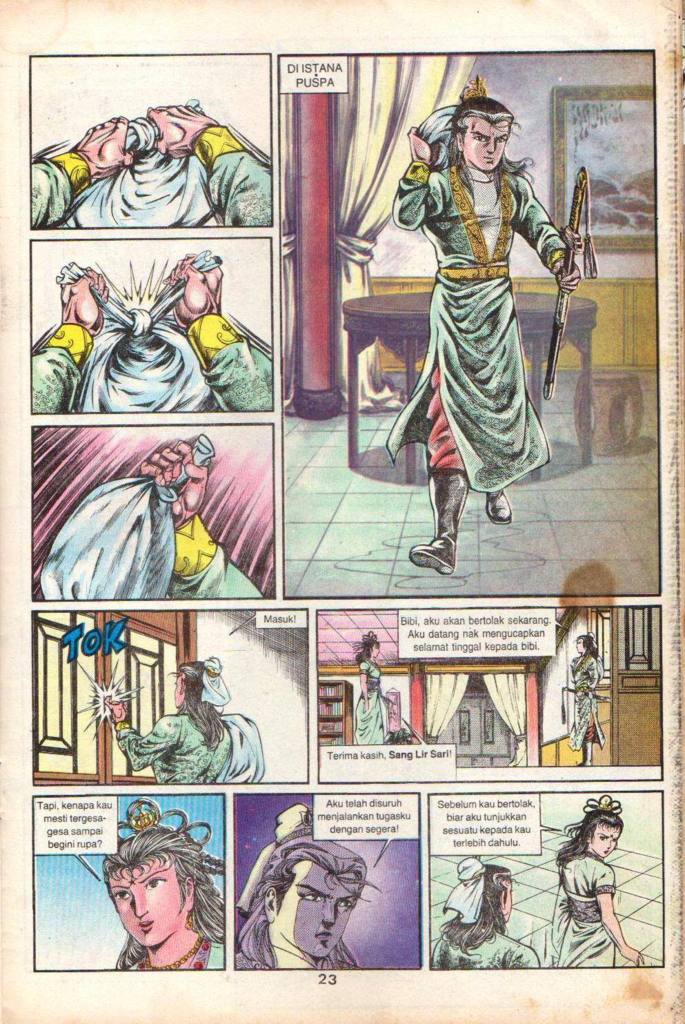 DI ISTANA
PUSPA
TOK
Masuk!
Bibi, aku akan bertolak sekarang.
Aku datang nak mengucapkan
selamat tinggal kepada bibi.
Terima kasih, Sang Lir Sari!
Tapi, kenapa kau
mesti tergesa-
gesa sampai
begini rupa?
Aku telah disuruh
menjalankan tugasku
dengan segera!
Sebelum kau bertolak,
biar aku tunjukkan
sesuatu kepada kau
terlebih dahulu.
23